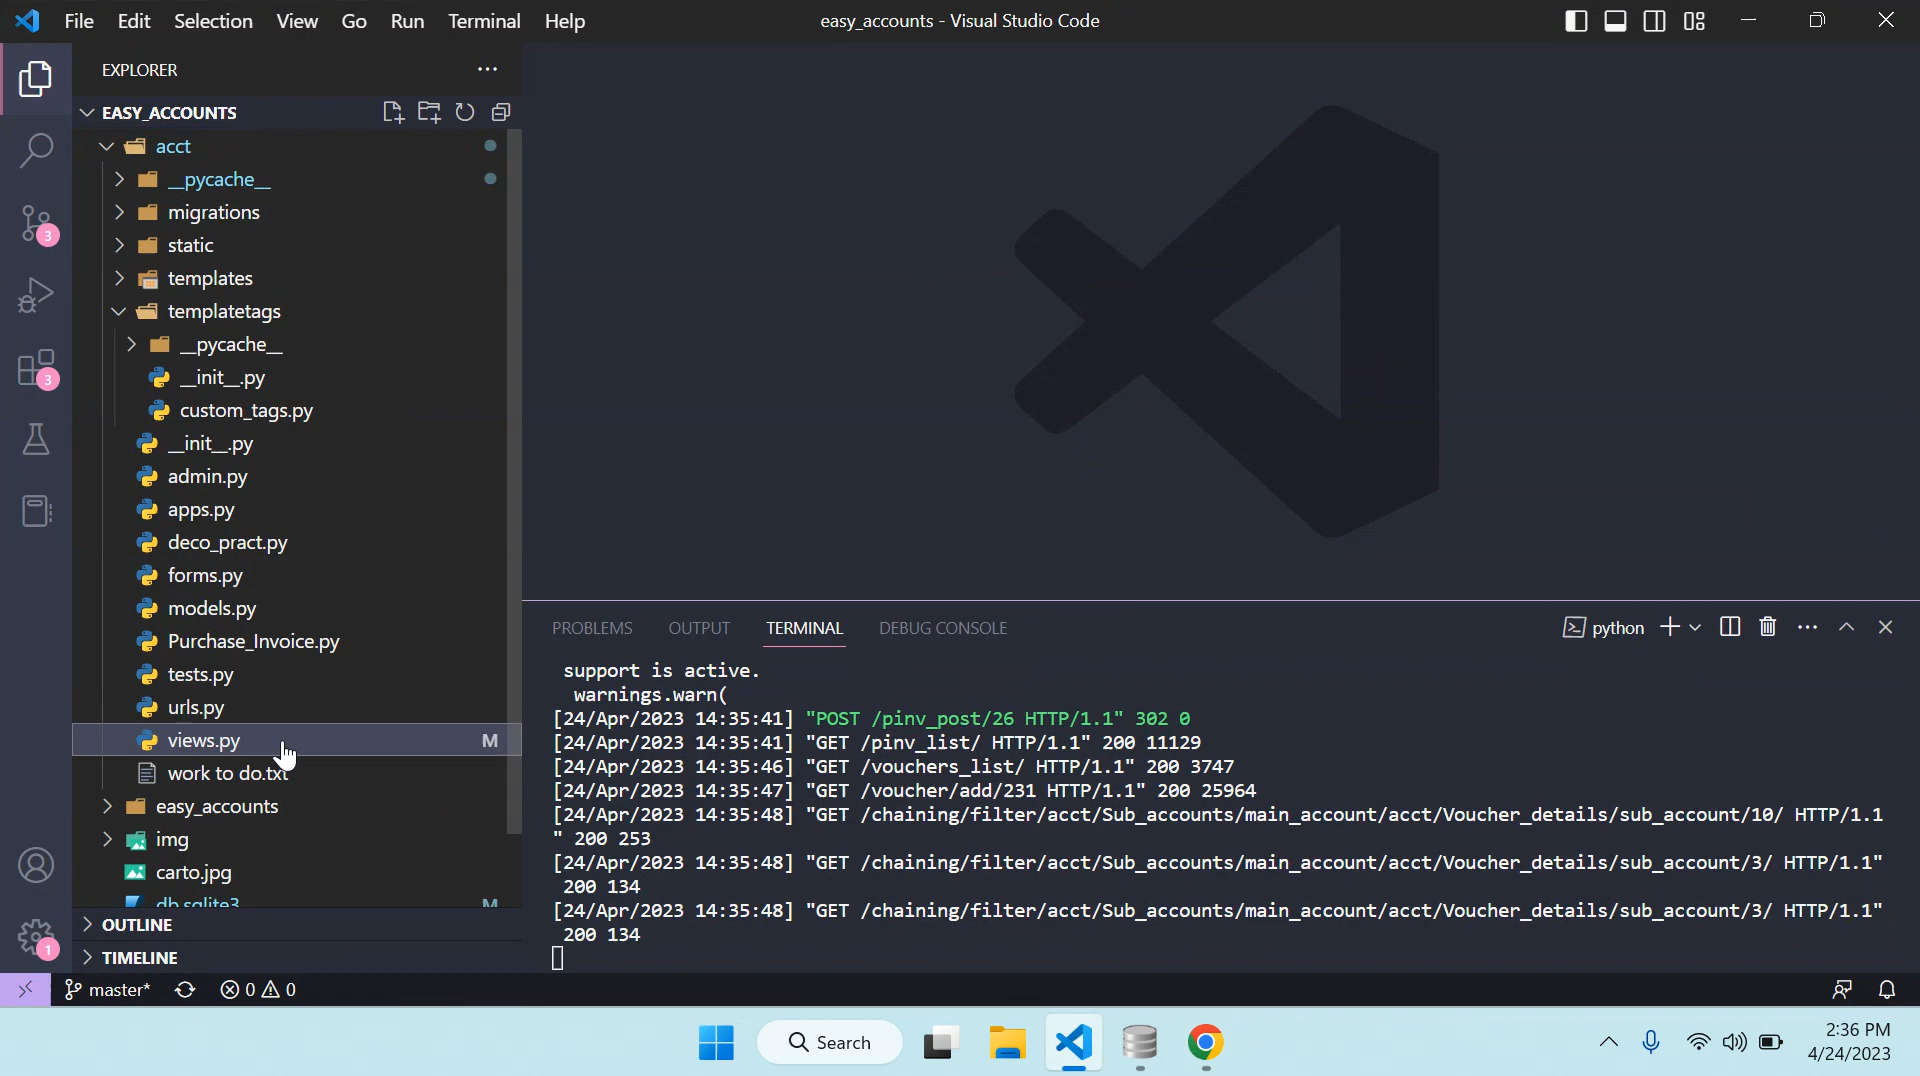 File Edit Selection View Go Run Terminal Help
easy_accounts - Visual Studio Code
EXPLORER
EASY_ACCOUNTS
acct
__pycache__
migrations
static
templates
templatetags
__pycache__
__init__.py
custom_tags.py
__init__.py
admin.py
apps.py
deco_pract.py
forms.py
models.py
Purchase_Invoice.py
tests.py
urls.py
views.py M
work to do.txt
easy_accounts
img
carto.jpg
db.sqlite3 M
OUTLINE
TIMELINE
3
3
1
PROBLEMS OUTPUT TERMINAL DEBUG CONSOLE
python
support is active.
warnings.warn(
[24/Apr/2023 14:35:41] "POST /pinv_post/26 HTTP/1.1" 302 0
[24/Apr/2023 14:35:41] "GET /pinv_list/ HTTP/1.1" 200 11129
[24/Apr/2023 14:35:46] "GET /vouchers_list/ HTTP/1.1" 200 3747
[24/Apr/2023 14:35:47] "GET /voucher/add/231 HTTP/1.1" 200 25964
[24/Apr/2023 14:35:48] "GET /chaining/filter/acct/Sub_accounts/main_account/acct/Voucher_details/sub_account/10/ HTTP/1.1
" 200 253
[24/Apr/2023 14:35:48] "GET /chaining/filter/acct/Sub_accounts/main_account/acct/Voucher_details/sub_account/3/ HTTP/1.1"
200 134
[24/Apr/2023 14:35:48] "GET /chaining/filter/acct/Sub_accounts/main_account/acct/Voucher_details/sub_account/3/ HTTP/1.1"
200 134
master* 0 0
Search
2:36 PM
4/24/2023